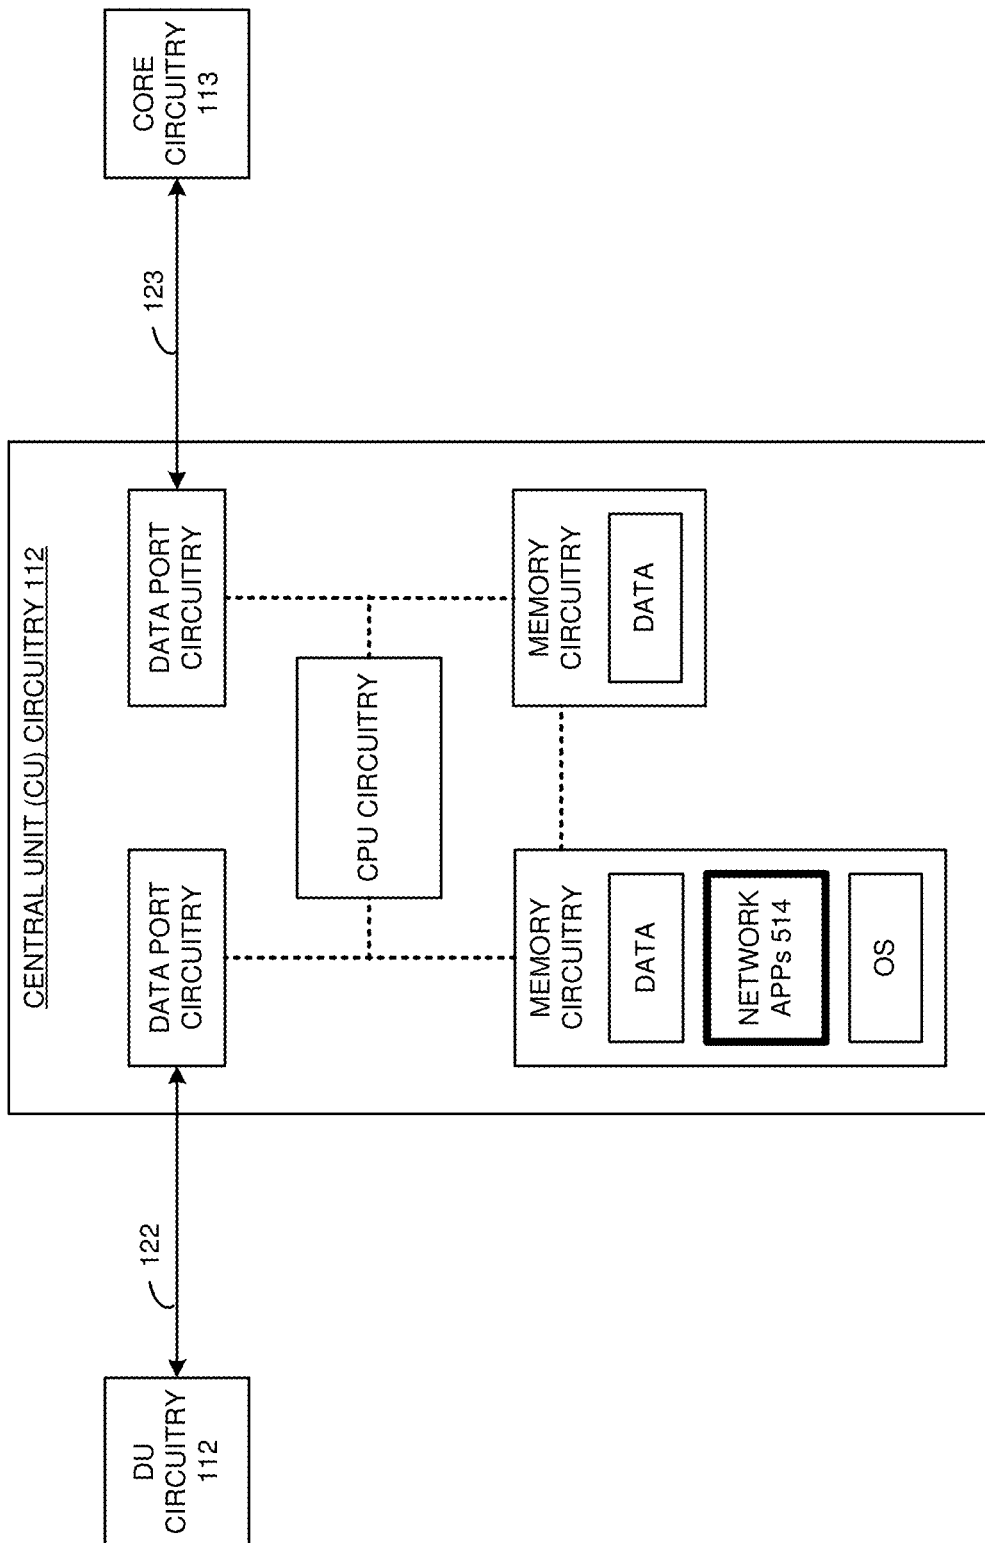 CENTRAL UNIT (CU) CIRCUITRY 112
DU
CIRCUITRY
112
122
DATA PORT
CIRCUITRY
DATA PORT
CIRCUITRY
123
CORE
CIRCUITRY
113
CPU CIRCUITRY
MEMORY
CIRCUITRY
DATA
NETWORK
APPs 514
OS
MEMORY
CIRCUITRY
DATA